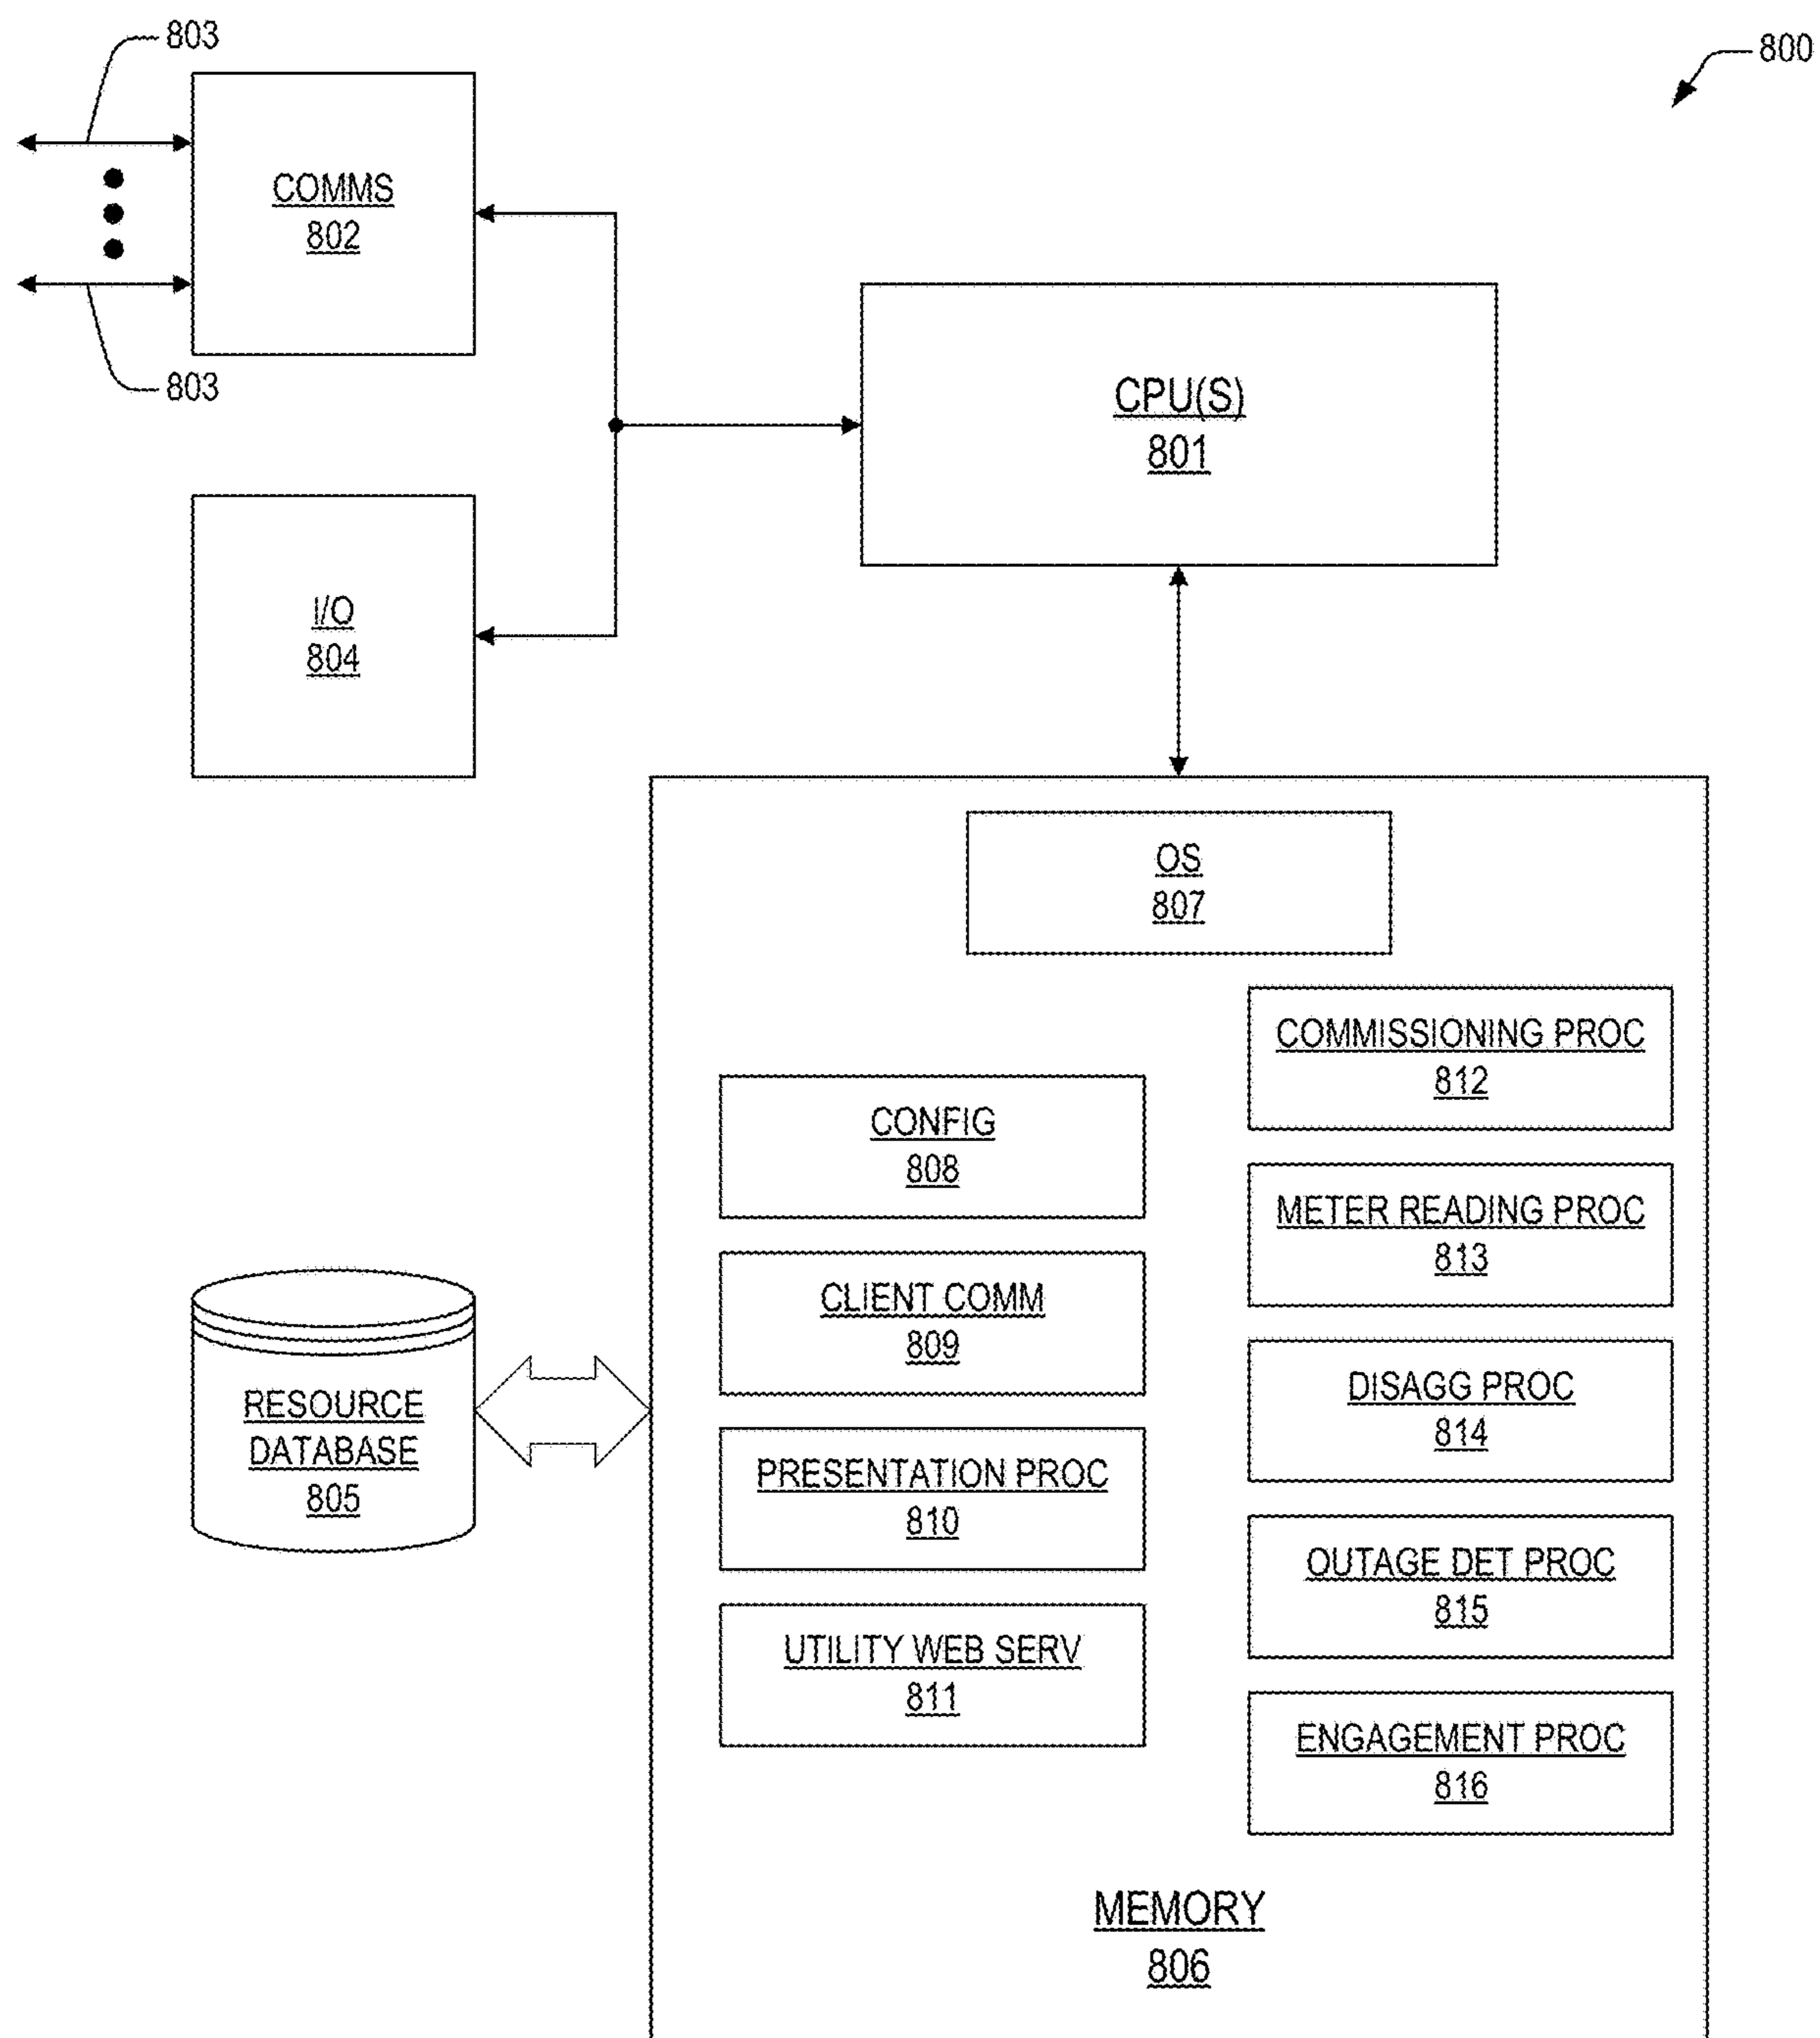 803
800
COMMS
802
803
CPU(S)
801
I/O
804
OS
807
COMMISSIONING PROC
812
CONFIG
808
METER READING PROC
813
CLIENT COMM
809
DISAGG PROC
814
RESOURCE
DATABASE
805
PRESENTATION PROC
810
OUTAGE DET PROC
815
UTILITY WEB SERV
811
ENGAGEMENT PROC
816
MEMORY
806